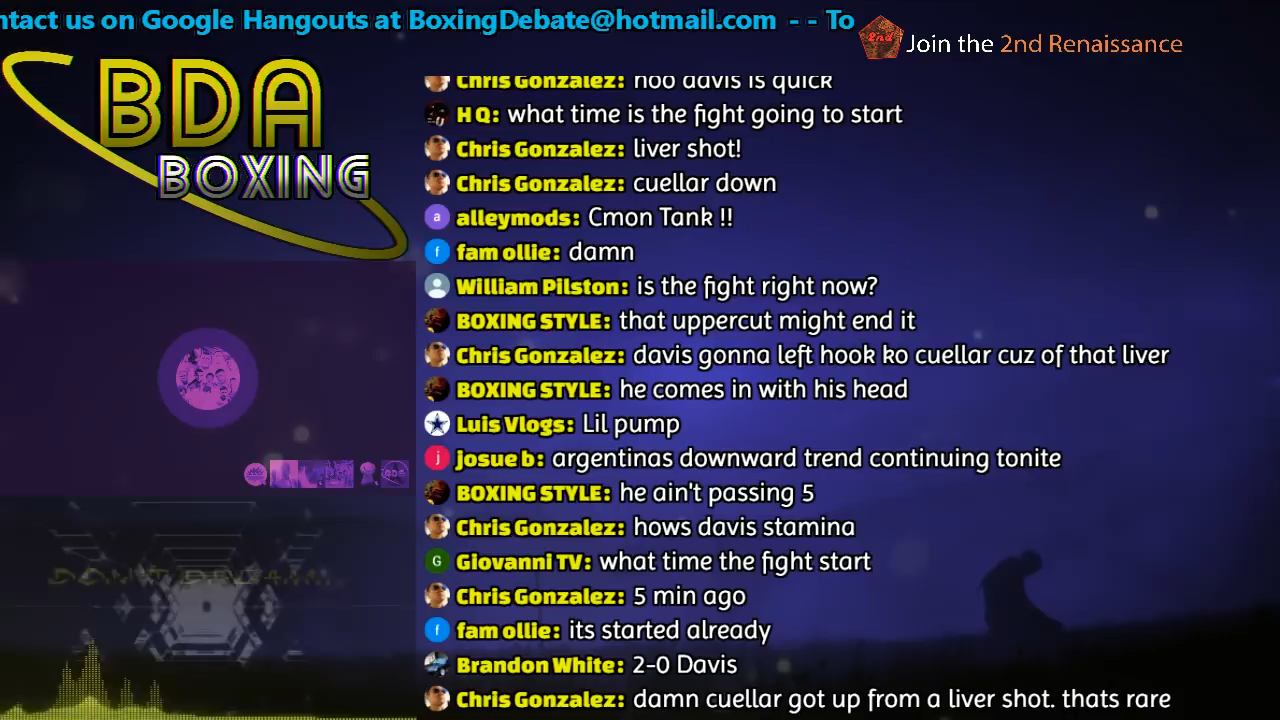 ntact us on Google Hangouts at BoxingDebate@hotmail.com - - To
2nd
Join the 2nd Renaissance
BDA
BOXING
Chris Gonzalez: noo davis is quick
H Q: what time is the fight going to start
Chris Gonzalez: liver shot!
Chris Gonzalez: cuellar down
a alleymods: Cmon Tank !!
f fam ollie: damn
William Pilston: is the fight right now?
BOXING STYLE: that uppercut might end it
Chris Gonzalez: davis gonna left hook ko cuellar cuz of that liver
BOXING STYLE: he comes in with his head
Luis Vlogs: Lil pump
j josue b: argentinas downward trend continuing tonite
BOXING STYLE: he ain't passing 5
Chris Gonzalez: hows davis stamina
G Giovanni TV: what time the fight start
Chris Gonzalez: 5 min ago
f fam ollie: its started already
Brandon White: 2-0 Davis
Chris Gonzalez: damn cuellar got up from a liver shot. thats rare